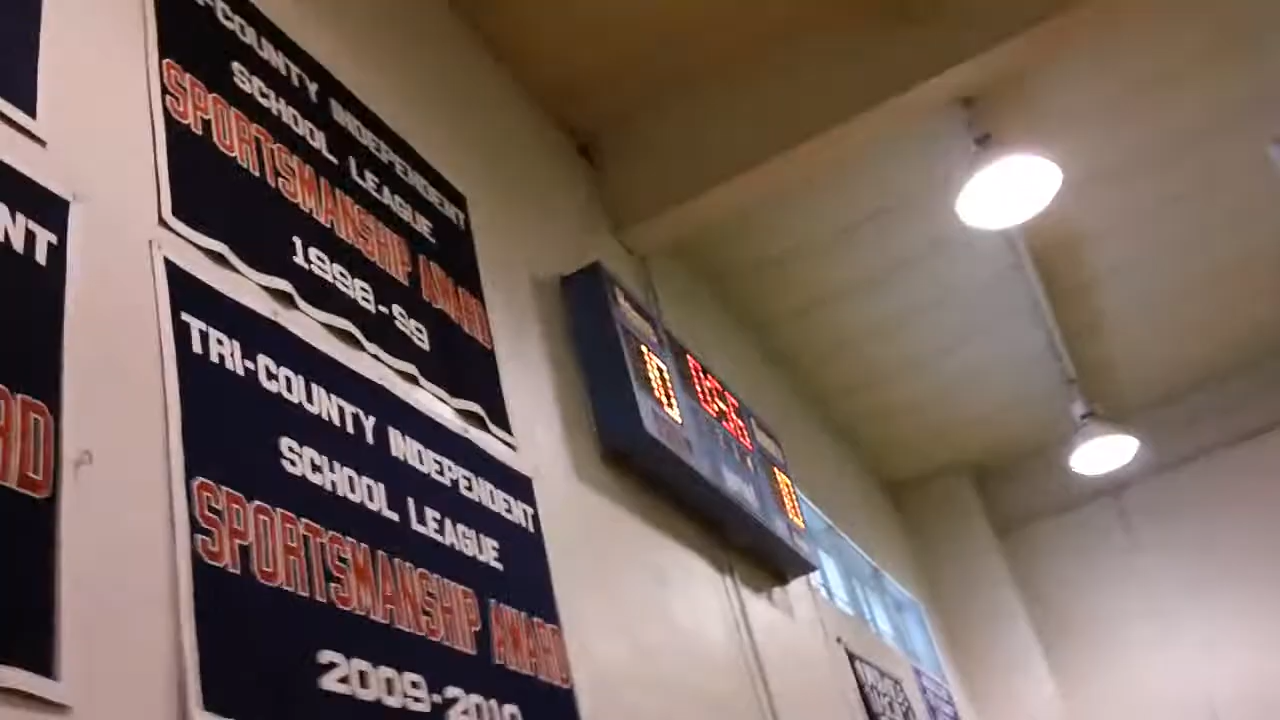 -COUNTY INDEPENDENT
SCHOOL LEAGUE
SPORTSMANSHIP AWARD
1998-99
TRI-COUNTY INDEPENDENT
SCHOOL LEAGUE
SPORTSMANSHIP AWARD
2009-2010
NT
RD
10